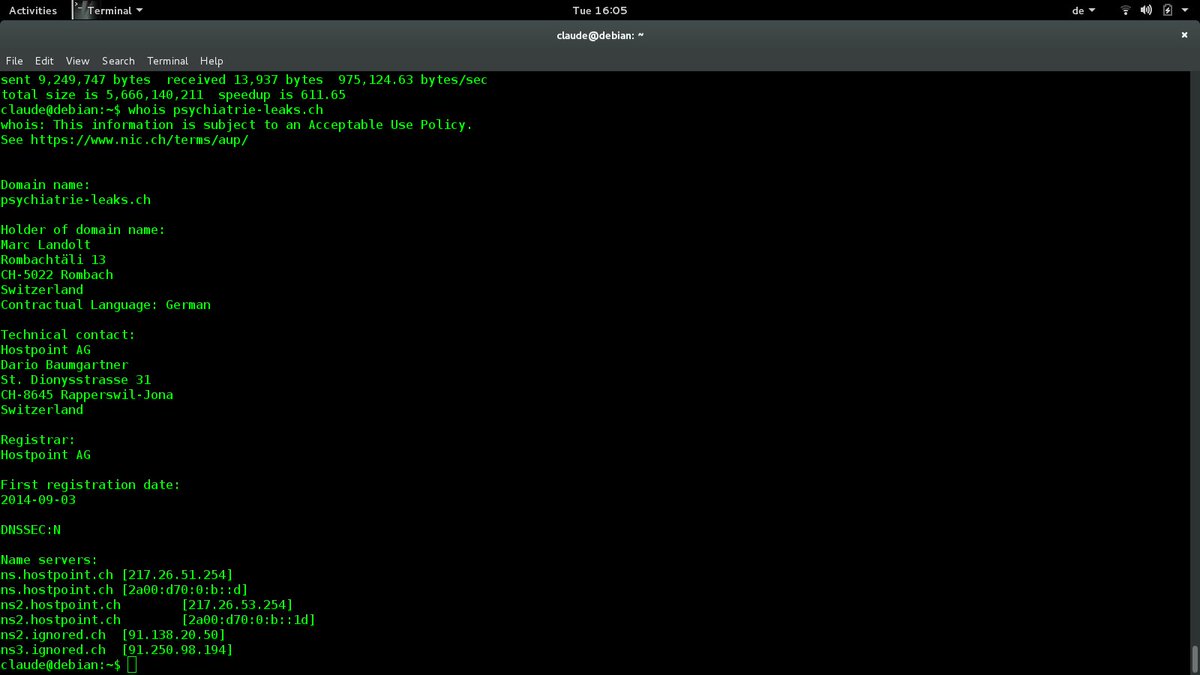 Activities Terminal Tue 16:05 de
claude@debian: ~ ×
File Edit View Search Terminal Help
sent 9,249,747 bytes  received 13,937 bytes  975,124.63 bytes/sec
total size is 5,666,140,211  speedup is 611.65
claude@debian:~$ whois psychiatrie-leaks.ch
whois: This information is subject to an Acceptable Use Policy.
See https://www.nic.ch/terms/aup/
Domain name:
psychiatrie-leaks.ch
Holder of domain name:
Marc Landolt
Rombachtäli 13
CH-5022 Rombach
Switzerland
Contractual Language: German
Technical contact:
Hostpoint AG
Dario Baumgartner
St. Dionysstrasse 31
CH-8645 Rapperswil-Jona
Switzerland
Registrar:
Hostpoint AG
First registration date:
2014-09-03
DNSSEC:N
Name servers:
ns.hostpoint.ch [217.26.51.254]
ns.hostpoint.ch [2a00:d70:0:b::d]
ns2.hostpoint.ch        [217.26.53.254]
ns2.hostpoint.ch        [2a00:d70:0:b::1d]
ns2.ignored.ch  [91.138.20.50]
ns3.ignored.ch  [91.250.98.194]
claude@debian:~$